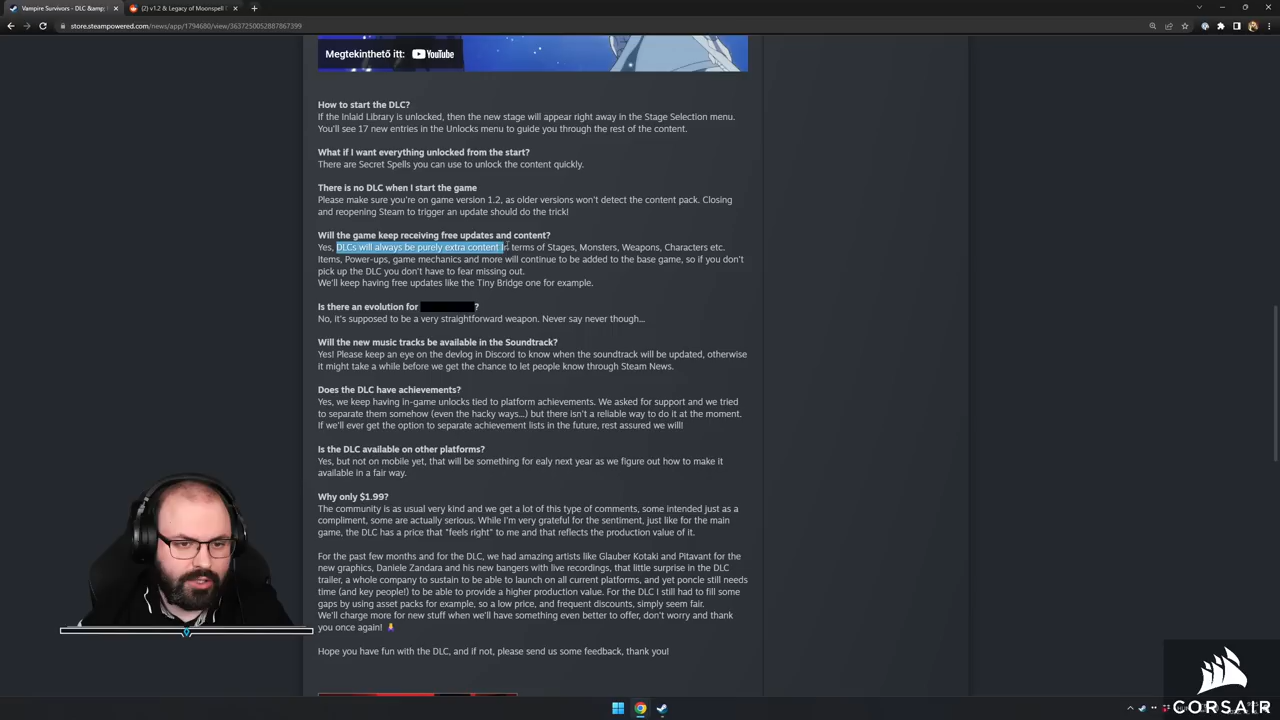 Vampire Survivors - DLC &amp;
(2) v1.2 & Legacy of Moonspell
store.steampowered.com/news/app/1794680/view/3637250052887867399
Megtekinthető itt: YouTube
How to start the DLC?
If the Inlaid Library is unlocked, then the new stage will appear right away in the Stage Selection menu.
You'll see 17 new entries in the Unlocks menu to guide you through the rest of the content.
What if I want everything unlocked from the start?
There are Secret Spells you can use to unlock the content quickly.
There is no DLC when I start the game
Please make sure you're on game version 1.2, as older versions won't detect the content pack. Closing
and reopening Steam to trigger an update should do the trick!
Will the game keep receiving free updates and content?
Yes, DLCs will always be purely extra content in terms of Stages, Monsters, Weapons, Characters etc.
Items, Power-ups, game mechanics and more will continue to be added to the base game, so if you don't
pick up the DLC you don't have to fear missing out.
We'll keep having free updates like the Tiny Bridge one for example.
Is there an evolution for ?
No, it's supposed to be a very straightforward weapon. Never say never though...
Will the new music tracks be available in the Soundtrack?
Yes! Please keep an eye on the devlog in Discord to know when the soundtrack will be updated, otherwise
it might take a while before we get the chance to let people know through Steam News.
Does the DLC have achievements?
Yes, we keep having in-game unlocks tied to platform achievements. We asked for support and we tried
to separate them somehow (even the hacky ways...) but there isn't a reliable way to do it at the moment.
If we'll ever get the option to separate achievement lists in the future, rest assured we will!
Is the DLC available on other platforms?
Yes, but not on mobile yet, that will be something for ealy next year as we figure out how to make it
available in a fair way.
Why only $1.99?
The community is as usual very kind and we get a lot of this type of comments, some intended just as a
compliment, some are actually serious. While I'm very grateful for the sentiment, just like for the main
game, the DLC has a price that "feels right" to me and that reflects the production value of it.
For the past few months and for the DLC, we had amazing artists like Glauber Kotaki and Pitavant for the
new graphics, Daniele Zandara and his new bangers with live recordings, that little surprise in the DLC
trailer, a whole company to sustain to be able to launch on all current platforms, and yet poncle still needs
time (and key people!) to be able to provide a higher production value. For the DLC I still had to fill some
gaps by using asset packs for example, so a low price, and frequent discounts, simply seem fair.
We'll charge more for new stuff when we'll have something even better to offer, don't worry and thank
you once again!
Hope you have fun with the DLC, and if not, please send us some feedback, thank you!
CORSAIR